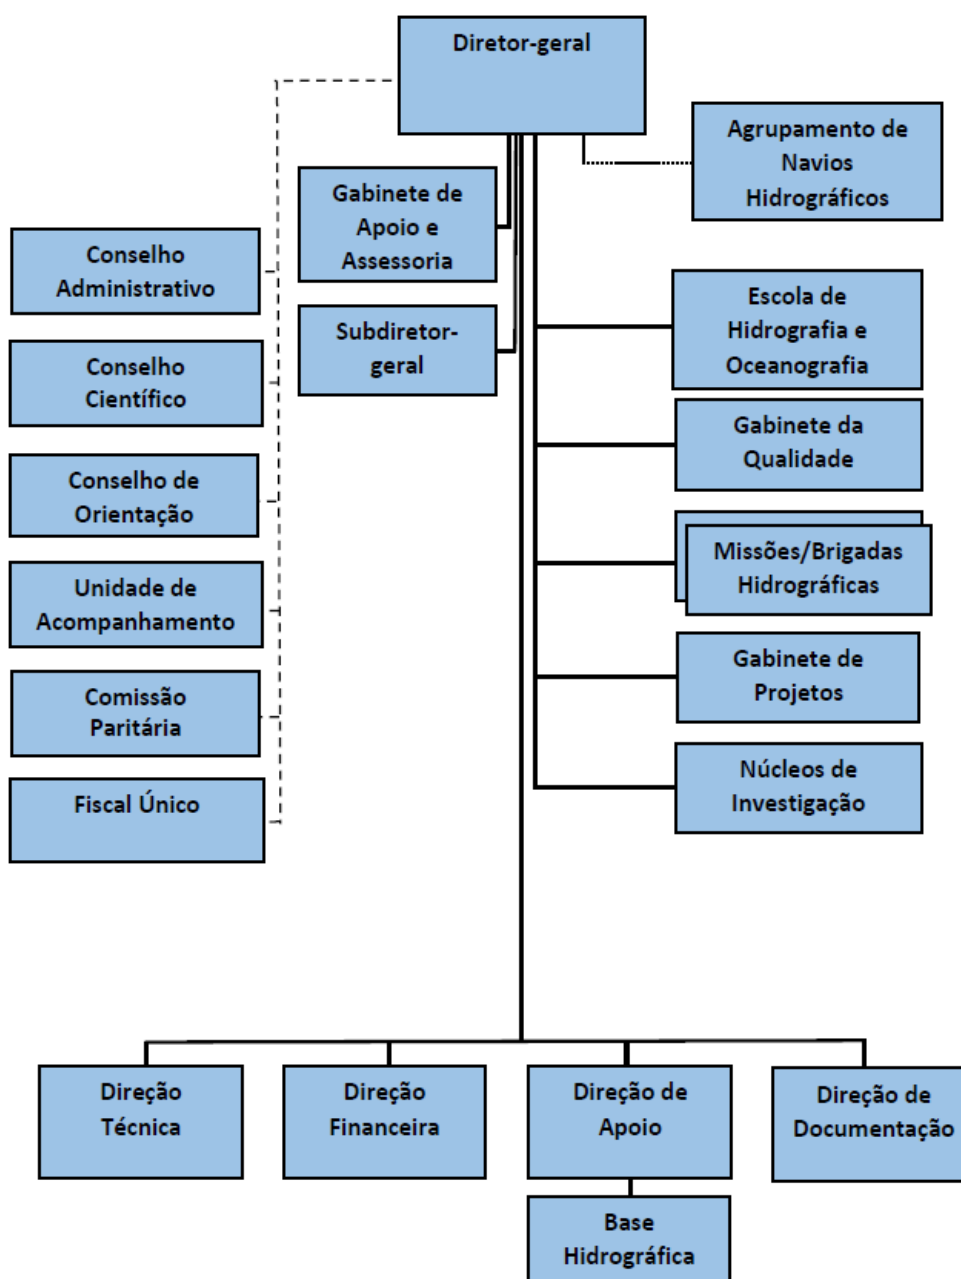 Diretor-geral
Agrupamento de
Navios
Hidrográficos
Gabinete de
Apoio e
Assessoria
Subdiretor-
geral
Conselho
Administrativo
Conselho
Científico
Conselho de
Orientação
Unidade de
Acompanhamento
Comissão
Paritária
Fiscal Único
Escola de
Hidrografia e
Oceanografia
Gabinete da
Qualidade
Missões/Brigadas
Hidrográficas
Gabinete de
Projetos
Núcleos de
Investigação
Direção
Técnica
Direção
Financeira
Direção de
Apoio
Direção de
Documentação
Base
Hidrográfica